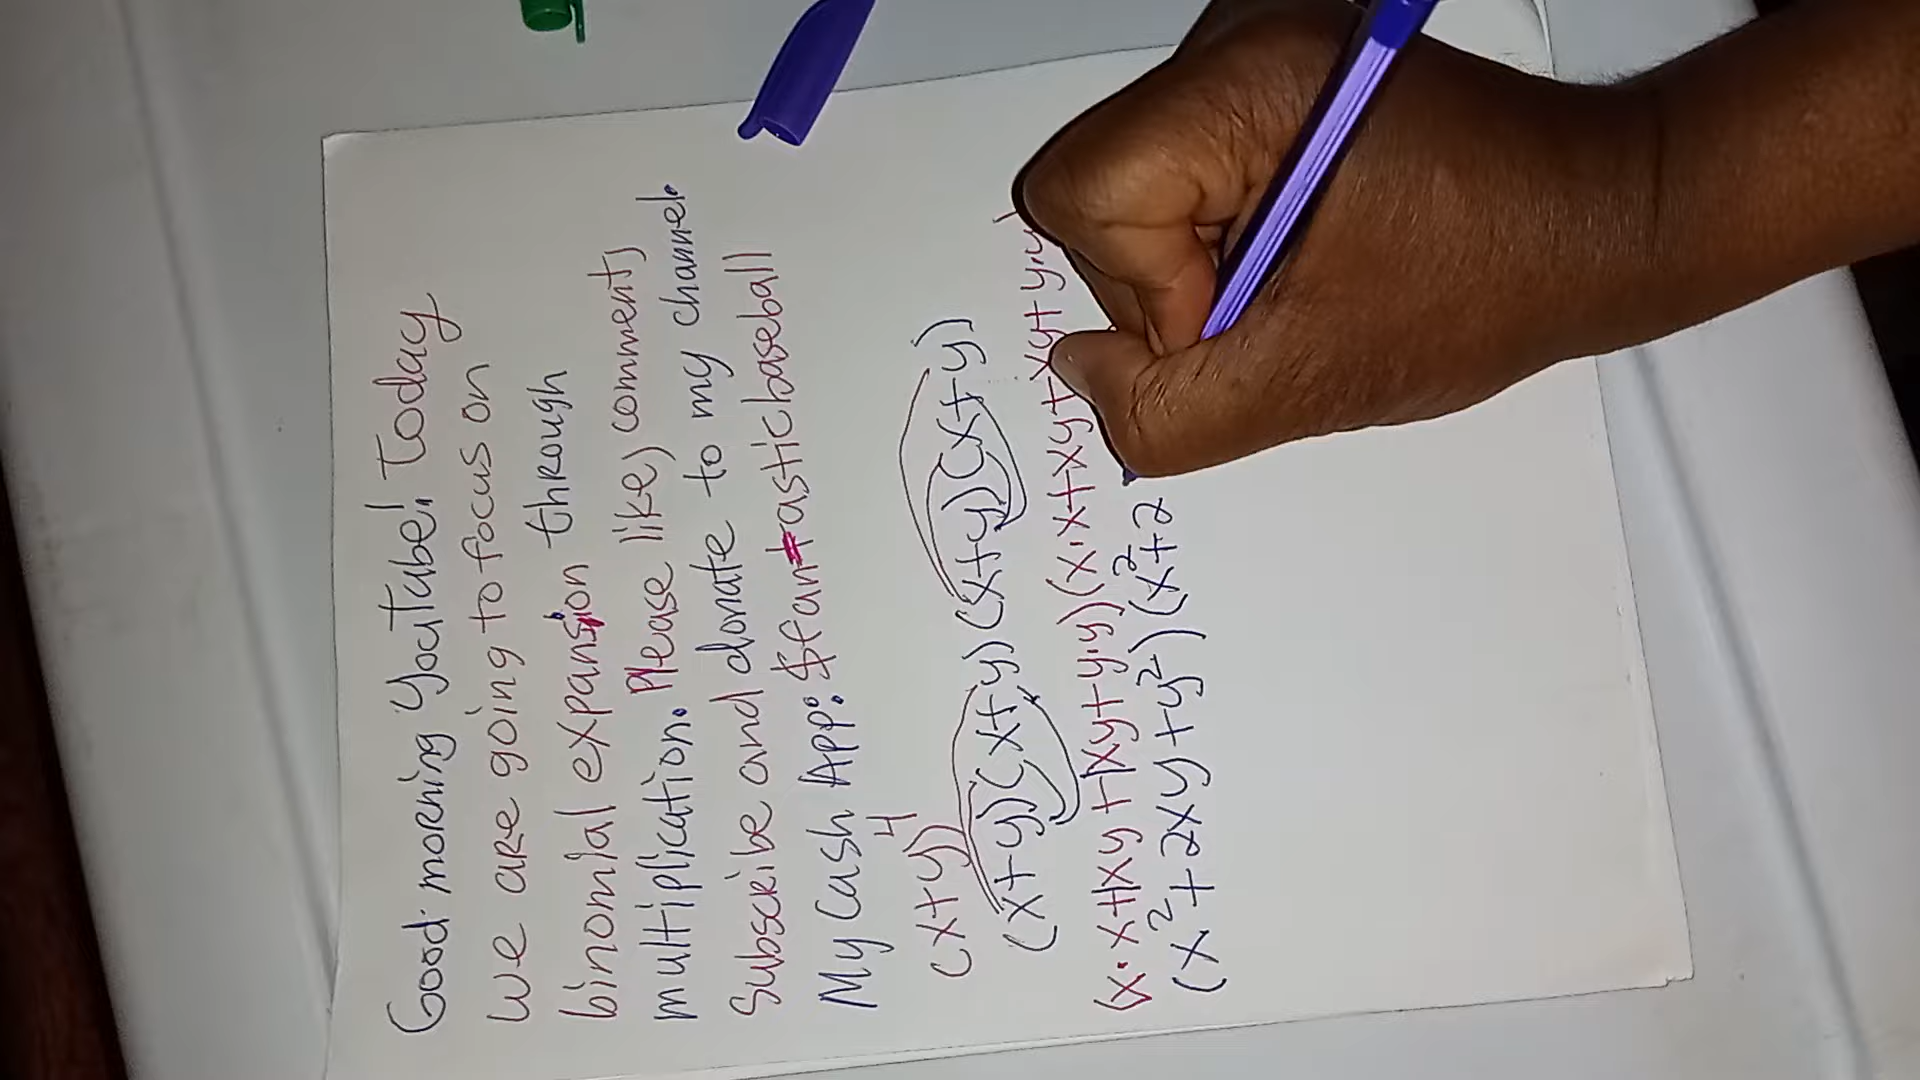 Good morning YouTube! Today
we are going to focus on
binomial expansion through
multiplication. Please like, comment,
Subscribe and donate to my channel.
My Cash App: $fantasticbaseball
(x+y)⁴
(x+y)(x+y)(x+y)(x+y)
(x·x+xy+xy+y·y)(x·x+xy+xy+y·y)
(x²+2xy+y²)(x²+2